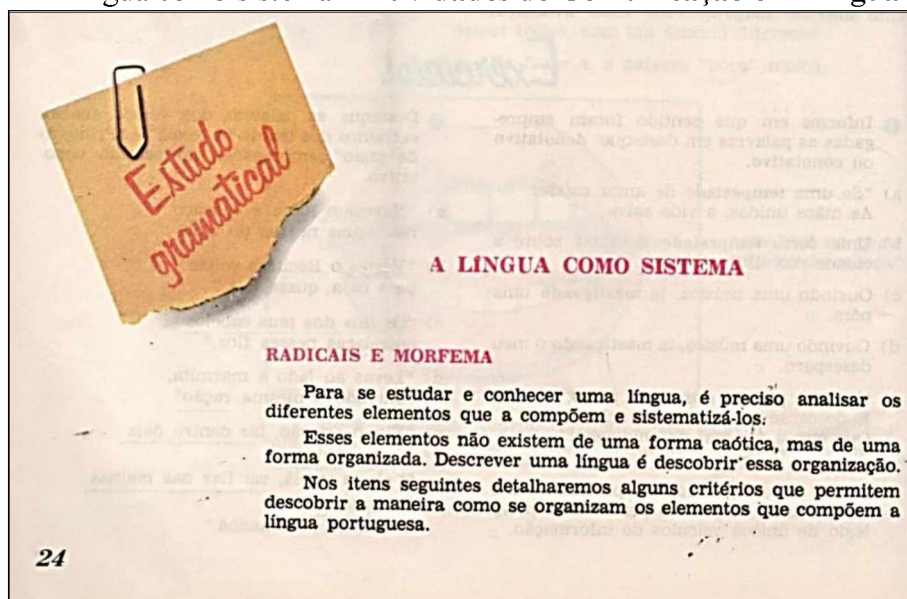 Estudo
gramatical
A LÍNGUA COMO SISTEMA
RADICAIS E MORFEMA
Para se estudar e conhecer uma língua, é preciso analisar os
diferentes elementos que a compõem e sistematizá-los.
Esses elementos não existem de uma forma caótica, mas de uma
forma organizada. Descrever uma língua é descobrir essa organização.
Nos itens seguintes detalharemos alguns critérios que permitem
descobrir a maneira como se organizam os elementos que compõem a
língua portuguesa.
24